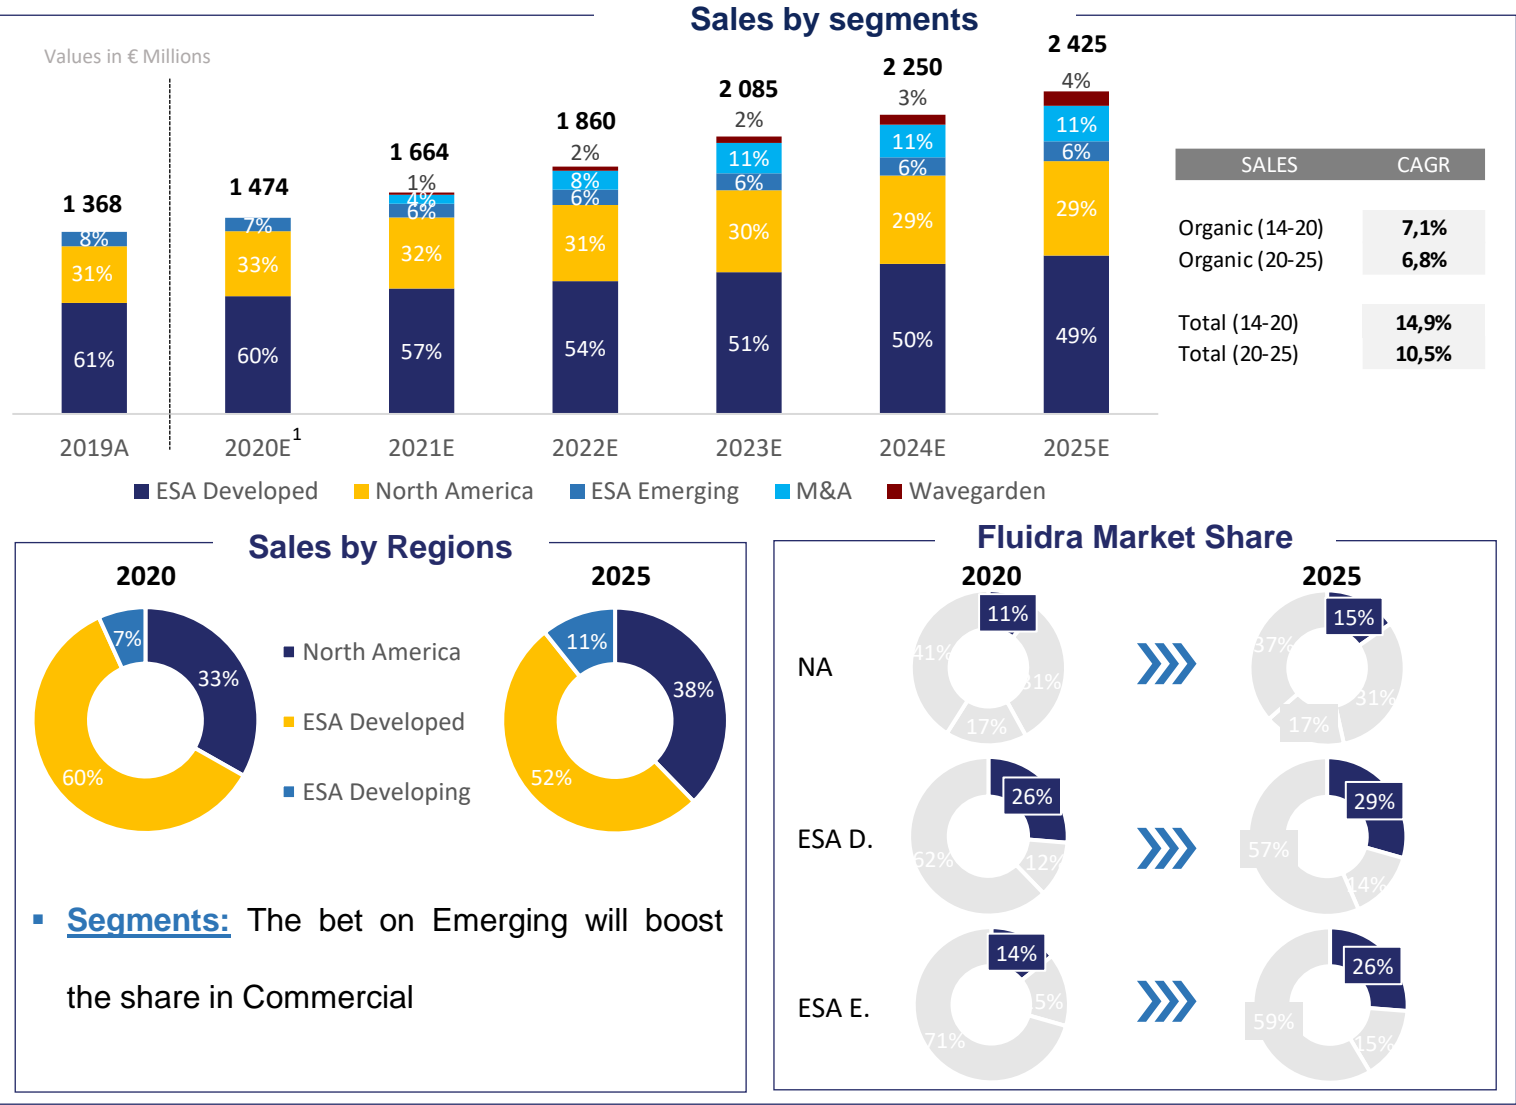 Sales by segments
Values in € Millions
1 368
1 474
1 664
1 860
2 085
2 250
2 425
1%
2%
2%
3%
4%
4%
8%
11%
11%
11%
8%
7%
6%
6%
6%
6%
6%
31%
33%
32%
31%
30%
29%
29%
61%
60%
57%
54%
51%
50%
49%
2019A
2020E1
2021E
2022E
2023E
2024E
2025E
ESA Developed
North America
ESA Emerging
M&A
Wavegarden
SALES CAGR
Organic (14-20) 7,1%
Organic (20-25) 6,8%
Total (14-20) 14,9%
Total (20-25) 10,5%
Sales by Regions
2020
2025
7%
33%
60%
North America
ESA Developed
ESA Developing
11%
38%
52%
▪ Segments: The bet on Emerging will boost
the share in Commercial
Fluidra Market Share
2020
2025
NA
11%
41%
31%
17%
15%
37%
31%
17%
ESA D.
26%
62%
12%
29%
57%
14%
ESA E.
14%
5%
71%
26%
59%
15%